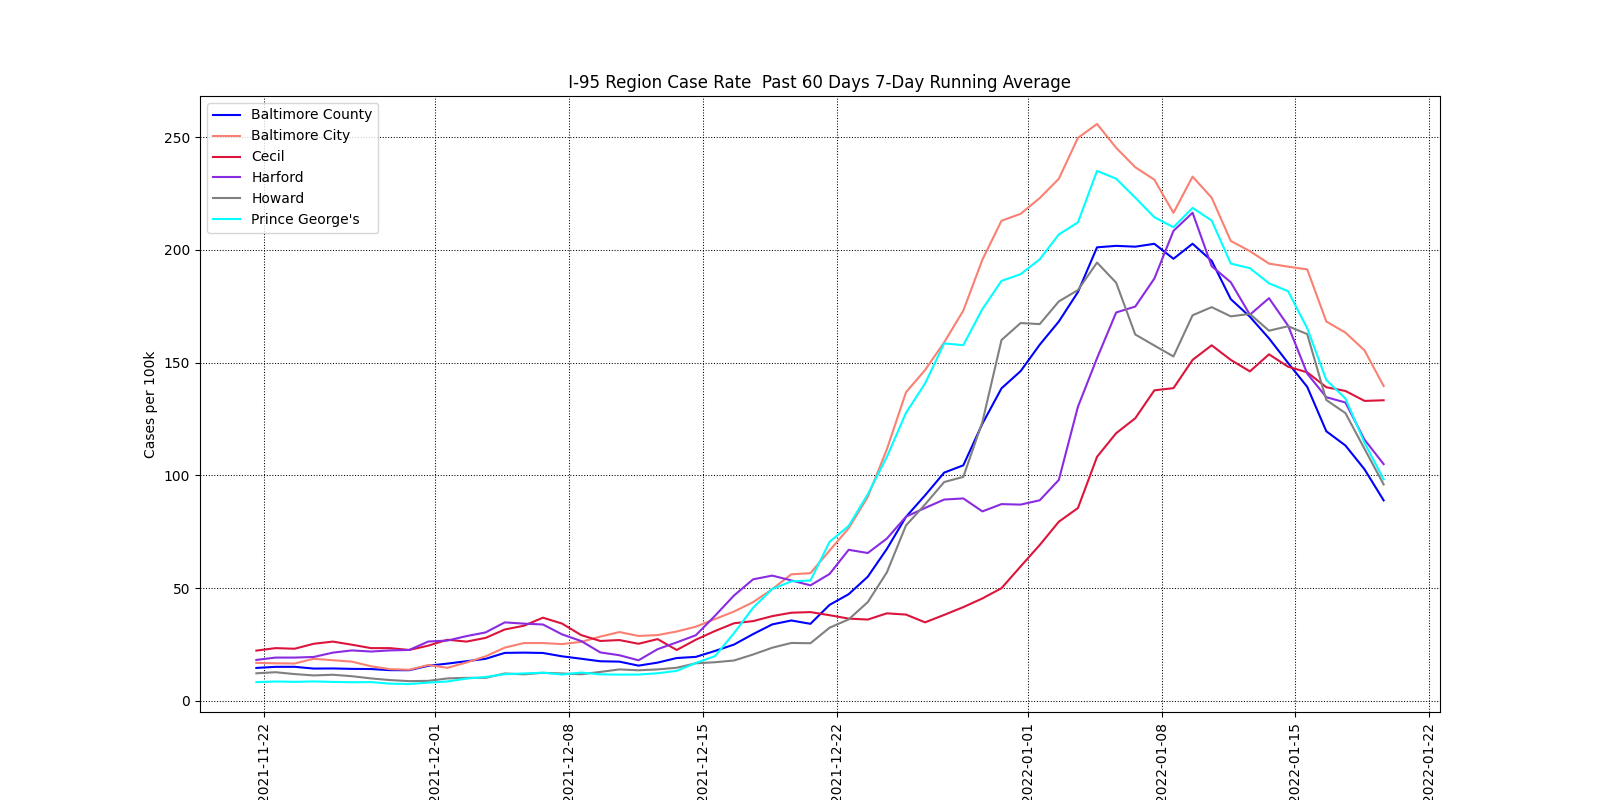 I-95 Region Case Rate  Past 60 Days 7-Day Running Average
Baltimore County
Baltimore City
Cecil
Harford
Howard
Prince George's
Cases per 100k
250
200
150
100
50
0
2021-11-22
2021-12-01
2021-12-08
2021-12-15
2021-12-22
2022-01-01
2022-01-08
2022-01-15
2022-01-22